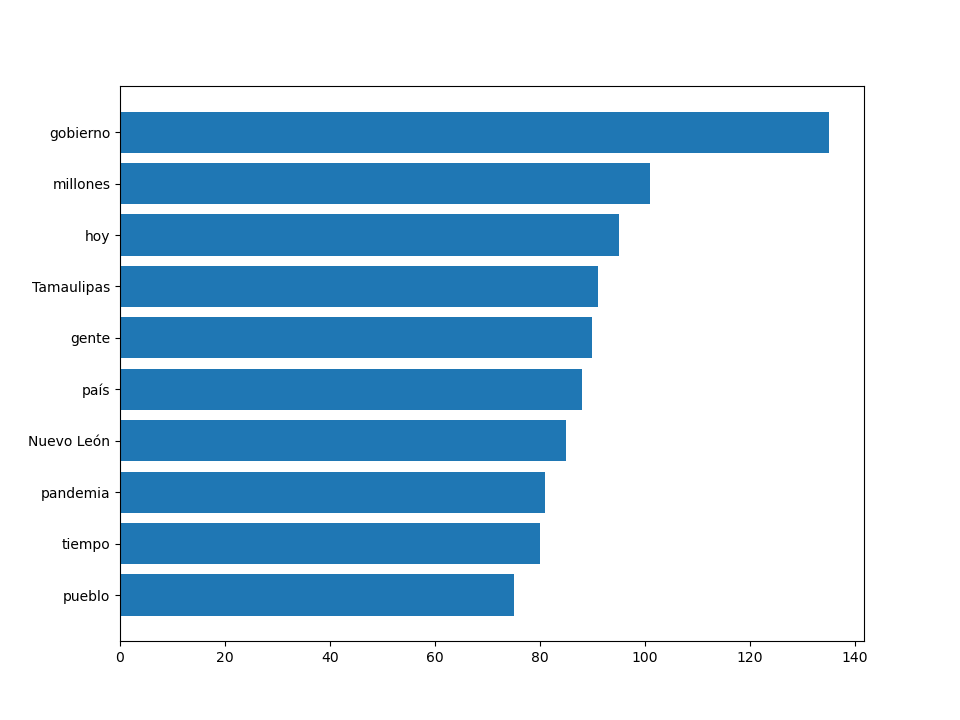 gobierno
millones
hoy
Tamaulipas
gente
país
Nuevo León
pandemia
tiempo
pueblo
0 20 40 60 80 100 120 140